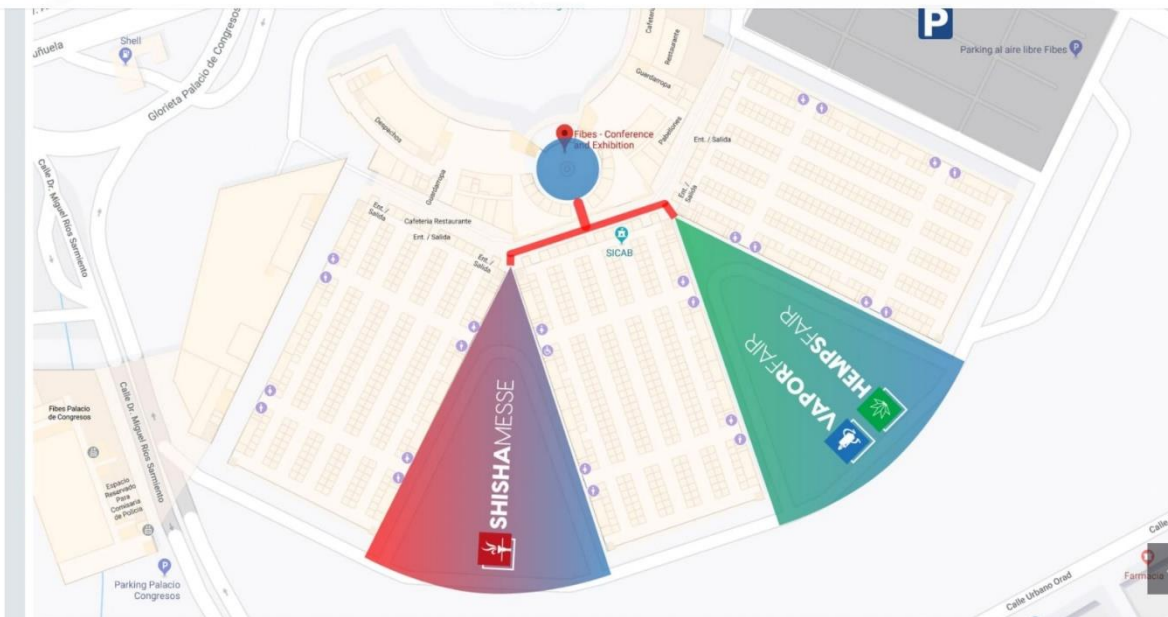 uñuela
Shell
Glorieta Palacio de Congresos
P
Parking al aire libre Fibes
Cafetería
Restaurante
Guardarropa
Pabellones
Ent. / Salida
Despachos
Guardarropa
Fibes - Conference
and Exhibition
Ent. /
Salida
Ent. /
Salida
Cafetería Restaurante
Ent. / Salida
Ent. /
Salida
SICAB
Calle Dr. Miguel Ríos Sarmiento
Calle Dr. Miguel Ríos Sarmiento
SHISHAMESSE
VAPORFAIR
HEMPSFAIR
Fibes Palacio
de Congresos
Espacio
Reservado
Para
Comisaría
de Policía
Parking Palacio
Congresos
Calle Urbano Orad
Calle
Farmacia